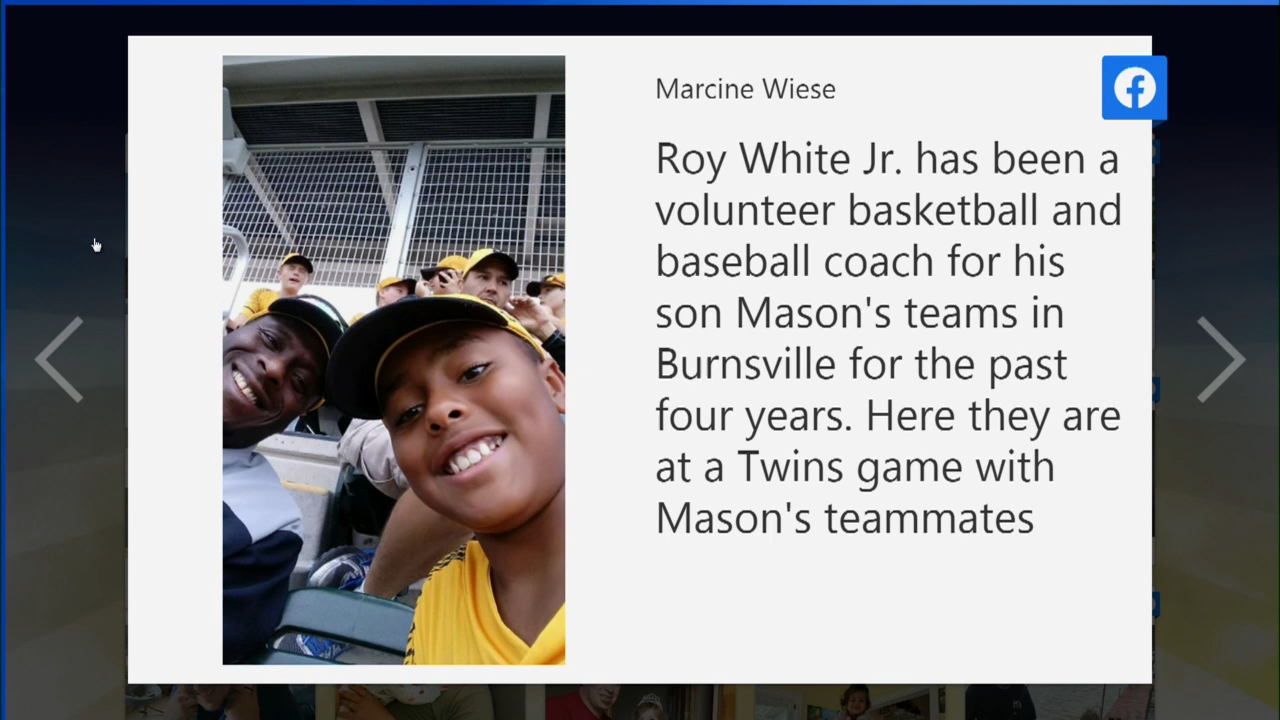 Marcine Wiese
Roy White Jr. has been a
volunteer basketball and
baseball coach for his
son Mason's teams in
Burnsville for the past
four years. Here they are
at a Twins game with
Mason's teammates